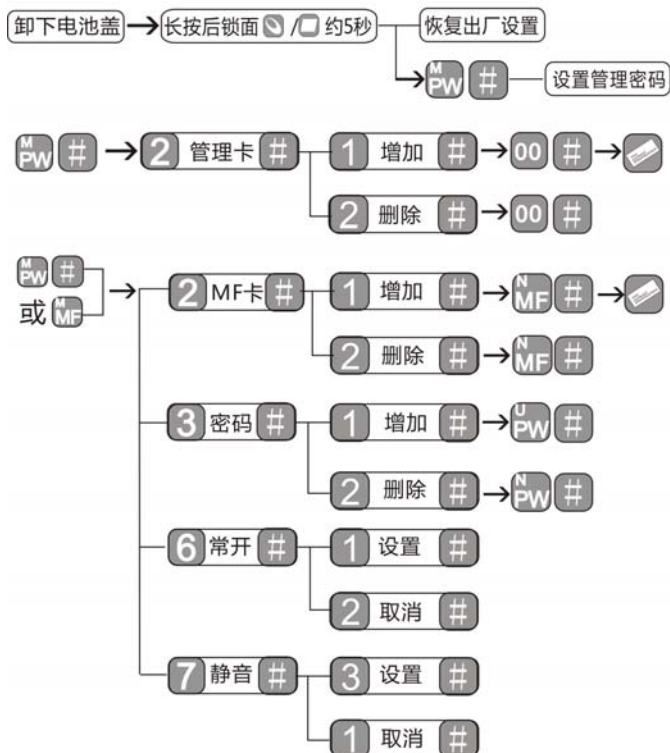 卸下电池盖 → 长按后锁面 / 约5秒 恢复出厂设置
→ M PW # 设置管理密码
M PW # → 2 管理卡 # 1 增加 # → 00 # →
2 删除 # → 00 #
M PW #
或 M MF → 2 MF卡 # 1 增加 # → N MF # →
2 删除 # → N MF #
3 密码 # 1 增加 # → U PW #
2 删除 # → N PW #
6 常开 # 1 设置 #
2 取消 #
7 静音 # 3 设置 #
1 取消 #